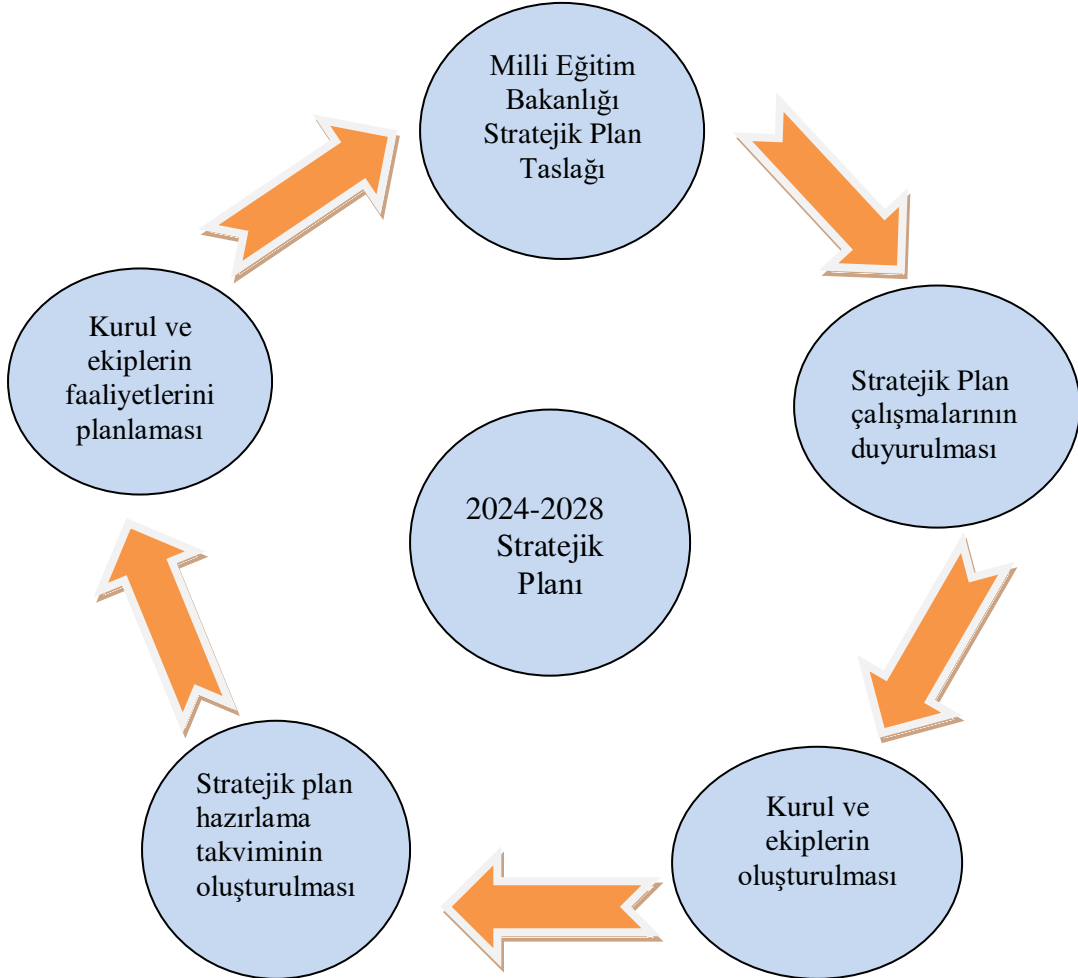 Milli Eğitim
Bakanlığı
Stratejik Plan
Taslağı
Stratejik Plan
çalışmalarının
duyurulması
Kurul ve
ekiplerin
oluşturulması
Stratejik plan
hazırlama
takviminin
oluşturulması
Kurul ve
ekiplerin
faaliyetlerini
planlaması
2024-2028
Stratejik
Planı